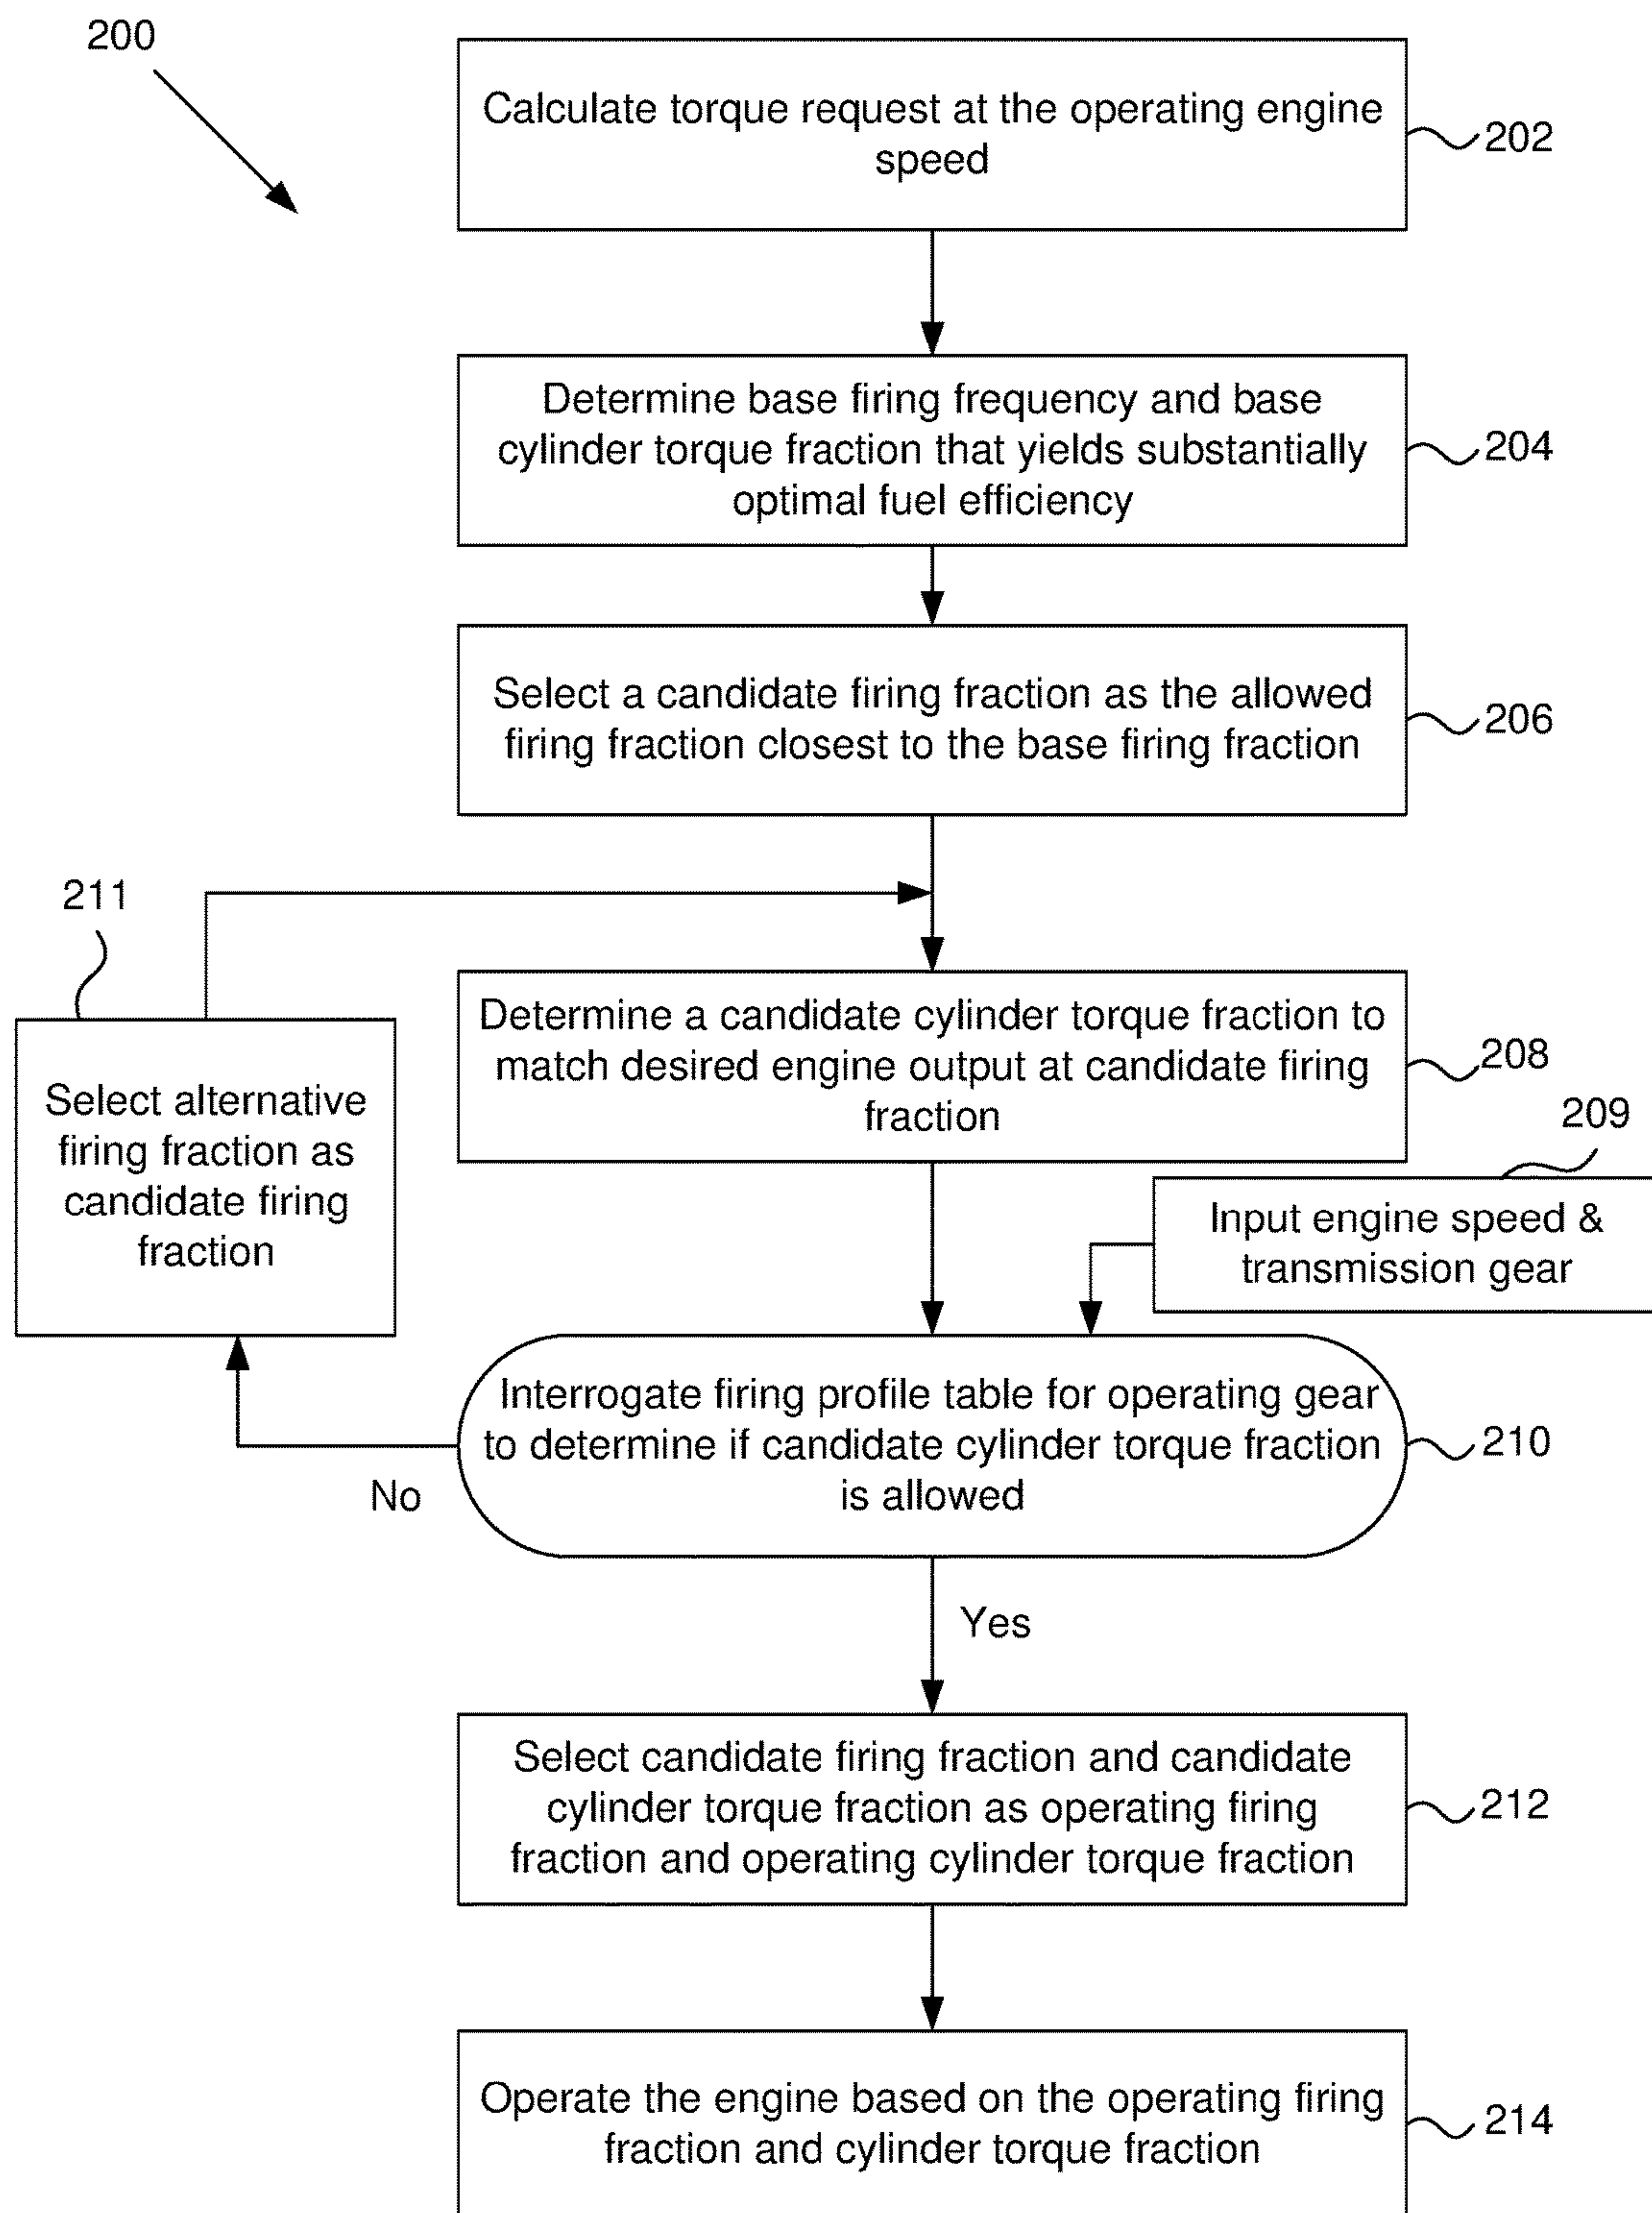 200
Calculate torque request at the operating engine
speed
202
Determine base firing frequency and base
cylinder torque fraction that yields substantially
optimal fuel efficiency
204
Select a candidate firing fraction as the allowed
firing fraction closest to the base firing fraction
206
211
Select alternative
firing fraction as
candidate firing
fraction
Determine a candidate cylinder torque fraction to
match desired engine output at candidate firing
fraction
208
209
Input engine speed &
transmission gear
Interrogate firing profile table for operating gear
to determine if candidate cylinder torque fraction
is allowed
210
No
Yes
Select candidate firing fraction and candidate
cylinder torque fraction as operating firing
fraction and operating cylinder torque fraction
212
Operate the engine based on the operating firing
fraction and cylinder torque fraction
214